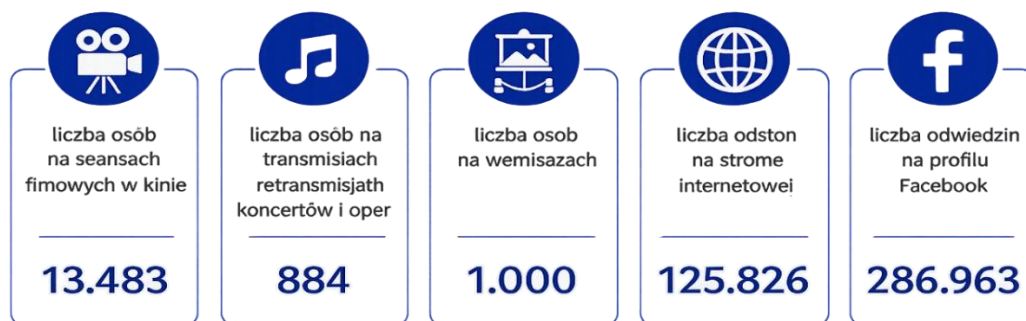 liczba osób
na seansach
fimowych w kinie
13.483
liczba osób na
transmisiach
retransmisjath
koncertów i oper
884
liczba osob
na wemisazach
1.000
liczba odston
na strome
internetowej
125.826
liczba odwiedzin
na profilu
Facebook
286.963